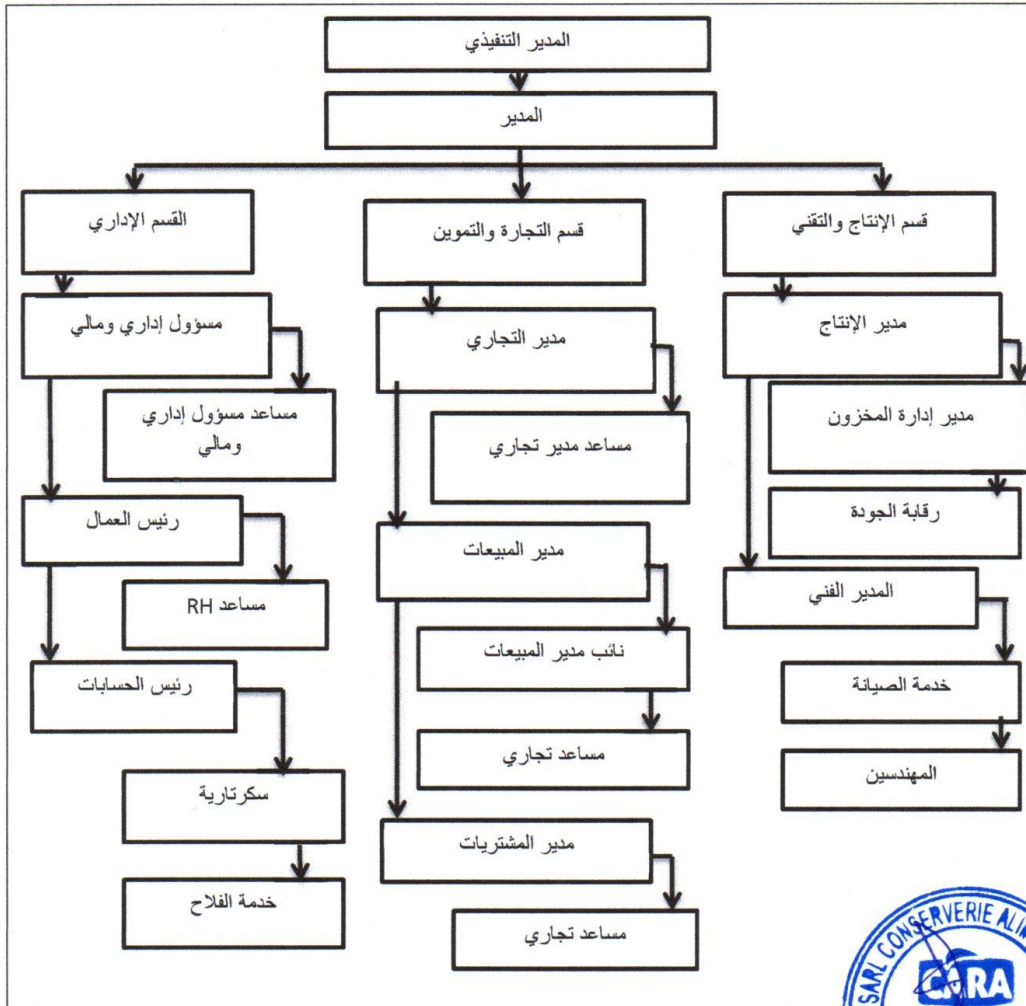 المدير التنفيذي
المدير
قسم الإنتاج والتقني
قسم التجارة والتموين
القسم الإداري
مدير الإنتاج
مدير إدارة المخزون
رقابة الجودة
المدير الفني
خدمة الصيانة
المهندسين
مدير التجاري
مساعد مدير تجاري
مدير المبيعات
نائب مدير المبيعات
مساعد تجاري
مدير المشتريات
مساعد تجاري
مسؤول إداري ومالي
مساعد مسؤول إداري
ومالي
رئيس العمال
مساعد RH
رئيس الحسابات
سكرتارية
خدمة الفلاح
SARL CONSERVERIE